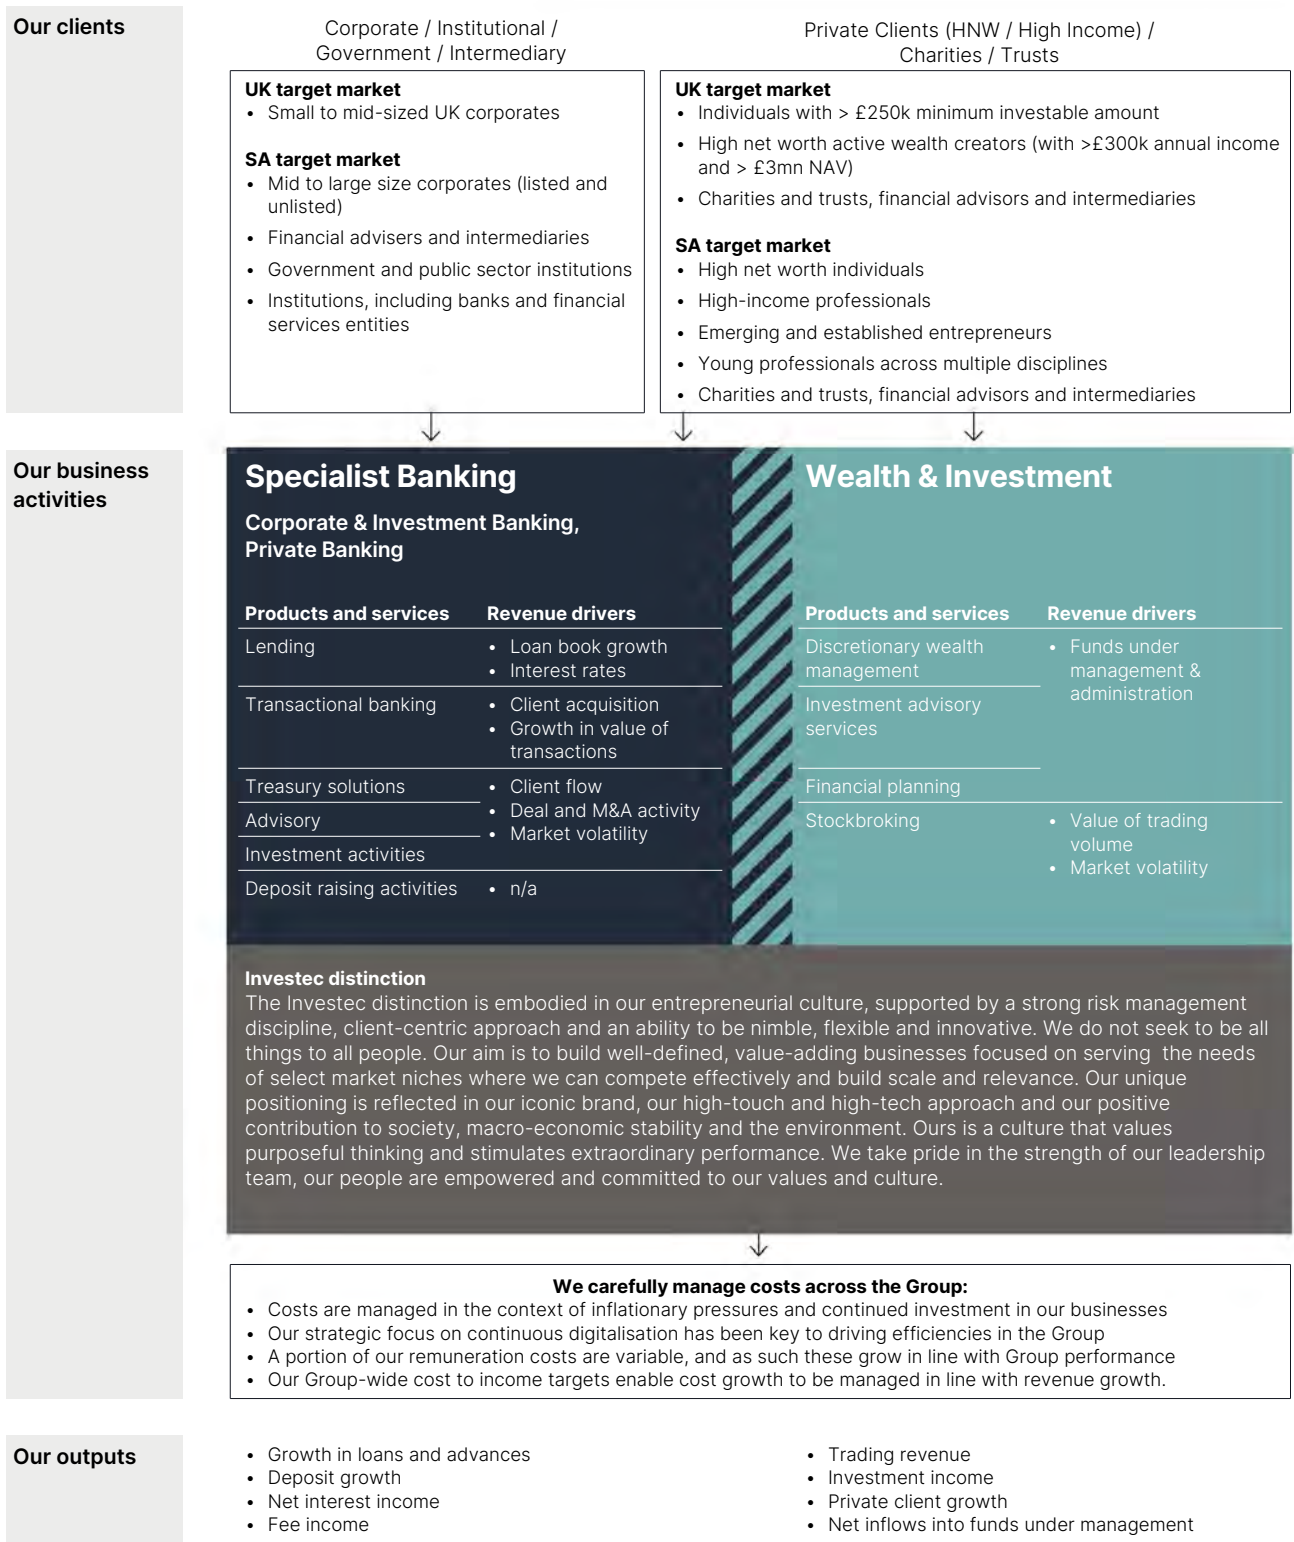 Our clients
Corporate / Institutional /
Government / Intermediary
Private Clients (HNW / High Income) /
Charities / Trusts
UK target market
• Small to mid-sized UK corporates
SA target market
• Mid to large size corporates (listed and
unlisted)
• Financial advisers and intermediaries
• Government and public sector institutions
• Institutions, including banks and financial
services entities
UK target market
• Individuals with > £250k minimum investable amount
• High net worth active wealth creators (with >£300k annual income
and > £3mn NAV)
• Charities and trusts, financial advisors and intermediaries
SA target market
• High net worth individuals
• High-income professionals
• Emerging and established entrepreneurs
• Young professionals across multiple disciplines
• Charities and trusts, financial advisors and intermediaries
Our business
activities
Specialist Banking
Corporate & Investment Banking,
Private Banking
Products and services Revenue drivers
Lending
• Loan book growth
• Interest rates
Transactional banking
• Client acquisition
• Growth in value of
transactions
Treasury solutions
Advisory
Investment activities
• Client flow
• Deal and M&A activity
• Market volatility
Deposit raising activities • n/a
Wealth & Investment
Products and services Revenue drivers
Discretionary wealth
management
Investment advisory
services
Financial planning
• Funds under
management &
administration
Stockbroking
• Value of trading
volume
• Market volatility
Investec distinction
The Investec distinction is embodied in our entrepreneurial culture, supported by a strong risk management
discipline, client-centric approach and an ability to be nimble, flexible and innovative. We do not seek to be all
things to all people. Our aim is to build well-defined, value-adding businesses focused on serving the needs
of select market niches where we can compete effectively and build scale and relevance. Our unique
positioning is reflected in our iconic brand, our high-touch and high-tech approach and our positive
contribution to society, macro-economic stability and the environment. Ours is a culture that values
purposeful thinking and stimulates extraordinary performance. We take pride in the strength of our leadership
team, our people are empowered and committed to our values and culture.
We carefully manage costs across the Group:
• Costs are managed in the context of inflationary pressures and continued investment in our businesses
• Our strategic focus on continuous digitalisation has been key to driving efficiencies in the Group
• A portion of our remuneration costs are variable, and as such these grow in line with Group performance
• Our Group-wide cost to income targets enable cost growth to be managed in line with revenue growth.
Our outputs
• Growth in loans and advances
• Deposit growth
• Net interest income
• Fee income
• Trading revenue
• Investment income
• Private client growth
• Net inflows into funds under management